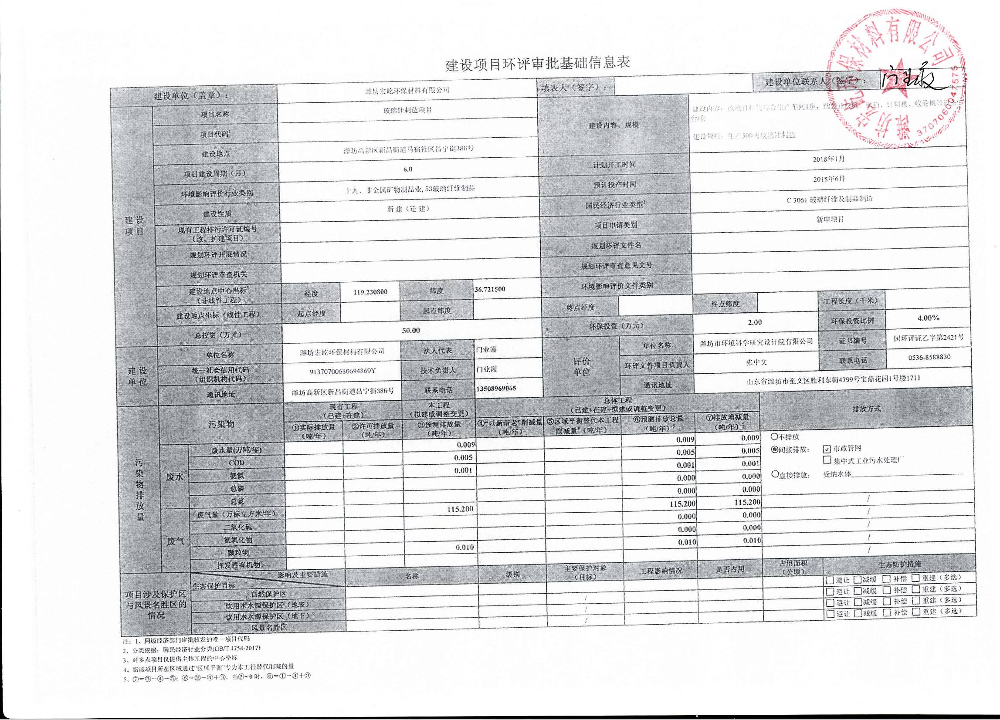 建设项目环评审批基础信息表
建设单位（盖章）： 潍坊宏屹环保材料有限公司 填表人（签字）： 建设单位联系人（签字）：
潍坊宏屹环保材料有限公司
3707060047575
建设项目
项目名称 玻璃针刺毡项目
项目代码¹
建设地点 潍坊高新区新昌街道马宿社区昌宁街386号
项目建设周期（月） 6.0
环境影响评价行业类别 十九、非金属矿物制品业, 53玻璃纤维制品
建设性质 新 建（迁 建）
现有工程排污许可证编号
（改、扩建项目）
规划环评开展情况
规划环评审查机关
建设地点中心坐标³
（非线性工程） 经度 119.230800 纬度 36.721500
建设地点坐标（线性工程） 起点经度 起点纬度
总投资（万元） 50.00
建设内容、规模
建设内容：该项目 综合生产车间1座， 针刺机、收卷机等设
台/套
建设规模：年产500吨玻璃针刺毡
计划开工时间 2018年1月
预计投产时间 2018年6月
国民经济行业类型² C 3061 玻璃纤维及制品制造
项目申请类别 新申项目
规划环评文件名
规划环评审查意见文号
环境影响评价文件类别
终点经度 终点纬度 工程长度（千米）
环保投资（万元） 2.00 环保投资比例 4.00%
建设单位
单位名称 潍坊宏屹环保材料有限公司 法人代表 门业霞
统一社会信用代码
（组织机构代码） 91370700680694869Y 技术负责人 门业霞
通讯地址 潍坊高新区新昌街道昌宁街386号 联系电话 13508969065
评价单位
单位名称 潍坊市环境科学研究设计院有限公司 证书编号 国环评证乙字第2421号
环评文件项目负责人 张中文 联系电话 0536-8588830
通讯地址 山东省潍坊市奎文区胜利东街4799号宝鼎花园1号楼1711
污染物排放量
污染物 现有工程
（已建+在建） 本工程
（拟建或调整变更） 总体工程
（已建+在建+拟建或调整变更） 排放方式
①实际排放量
（吨/年） ②许可排放量
（吨/年） ③预测排放量
（吨/年） ④“以新带老”削减量
（吨/年） ⑤区域平衡替代本工程
削减量⁴（吨/年） ⑥预测排放总量
（吨/年）⁵ ⑦排放增减量
（吨/年）⁵
废水
废水量(万吨/年) 0.009 0.009 0.009
COD 0.005 0.005 0.005
氨氮 0.001 0.001 0.001
总磷 0.000 0.000
总氮 0.000 0.000
○不排放
◉间接排放： ☑ 市政管网
□ 集中式工业污水处理厂
○直接排放： 受纳水体
废气
废气量（万标立方米/年） 115.200 115.200 115.200 /
二氧化硫 0.000 0.000 /
氮氧化物 0.000 0.000 /
颗粒物 0.010 0.010 0.010 /
挥发性有机物 /
项目涉及保护区
与风景名胜区的
情况
影响及主要措施
生态保护目标
名称 级别 主要保护对象
（目标） 工程影响情况 是否占用 占用面积
（公顷） 生态防护措施
自然保护区 □ 避让 □减缓 □ 补偿 □ 重建（多选）
饮用水水源保护区（地表） / □ 避让 □减缓 □ 补偿 □ 重建（多选）
饮用水水源保护区（地下） / □ 避让 □减缓 □ 补偿 □ 重建（多选）
风景名胜区 / □ 避让 □减缓 □ 补偿 □ 重建（多选）
注：1、同级经济部门审批核发的唯一项目代码
2、分类依据：国民经济行业分类(GB/T 4754-2017)
3、对多点项目仅提供主体工程的中心坐标
4、指该项目所在区域通过“区域平衡”专为本工程替代削减的量
5、⑦=③-④-⑤；⑥=②-④+③，当②= 0 时，⑥=①-④+③